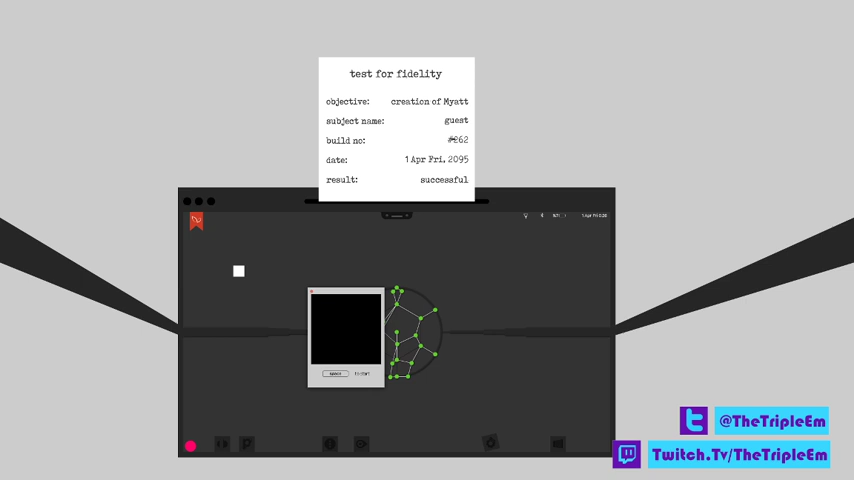 test for fidelity
objective: creation of Myatt
subject name: guest
build no: #262
date: 1 Apr Fri, 2095
result: successful
@TheTripleEm
Twitch.Tv/TheTripleEm